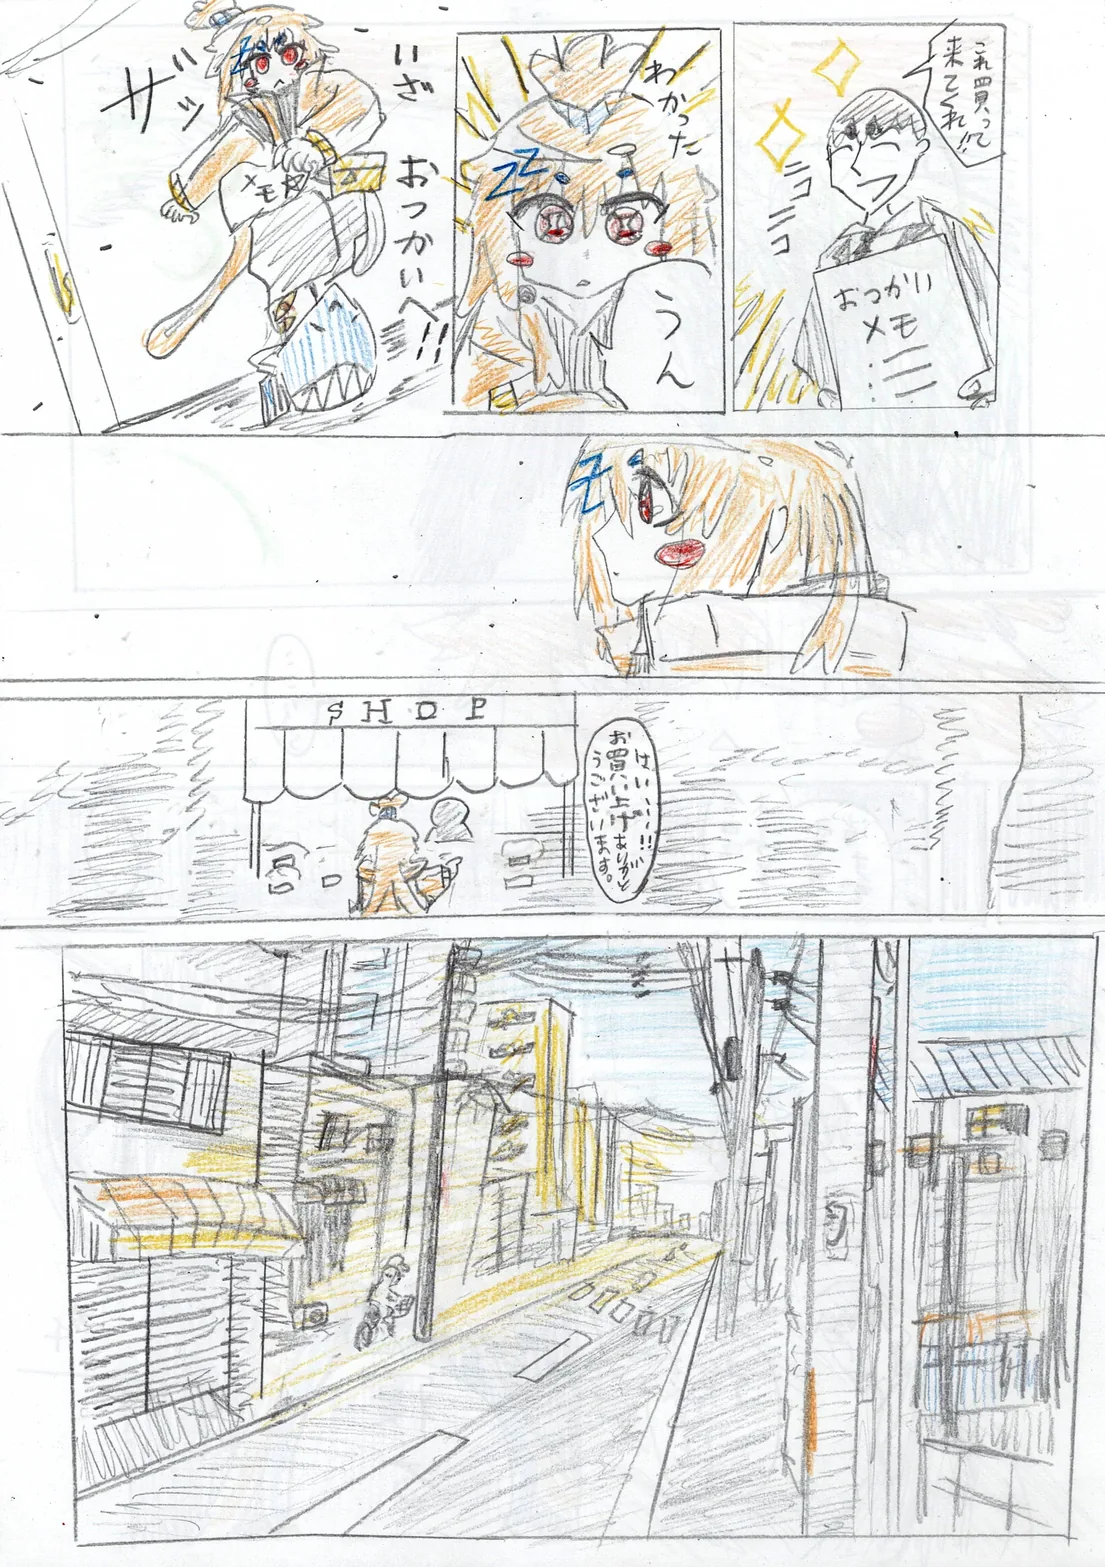 これ買って
来てくれ!!
ニコ
ニコ
おつかい
メモ
わかった
うん
いざ おつかいへ!!
ザッ
メモ
SHOP
はいい!!
お買い上げありがと
うございます。